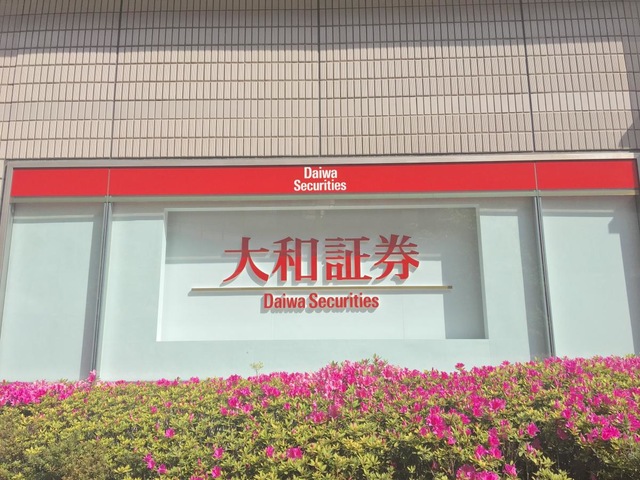 Daiwa
Securities
大和証券
Daiwa Securities